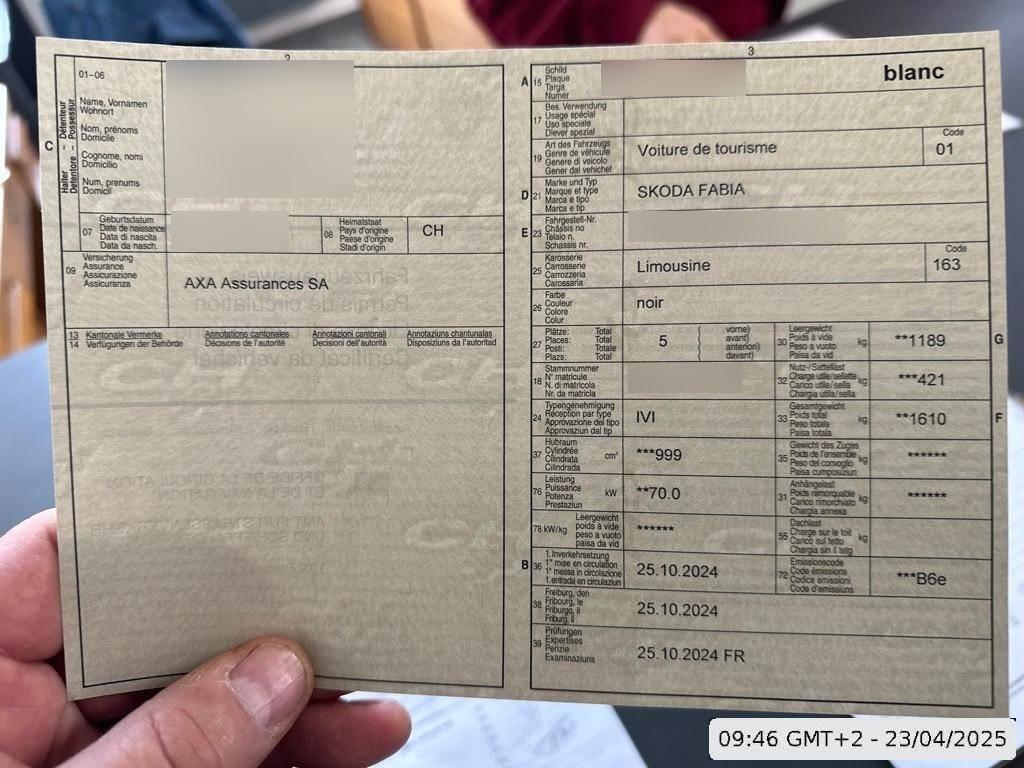 2
01–06
C
Halter – Détenteur
Detentore – Possessur
Name, Vornamen
Wohnort
Nom, prénoms
Domicile
Cognome, nomi
Domicilio
Num, prenums
Domicil
07
Geburtsdatum
Date de naissance
Data di nascita
Data da nasch.
08
Heimatstaat
Pays d'origine
Paese d'origine
Stadi d'origin
CH
09
Versicherung
Assurance
Assicurazione
Assicuranza
AXA Assurances SA
13 Kantonale Vermerke Annotations cantonales Annotazioni cantonali Annotaziuns chantunalas
14 Verfügungen der Behörde Décisions de l'autorité Decisioni dell'autorità Disposiziuns da l'autoritad
3
A 15
Schild
Plaque
Targa
Numer
blanc
17
Bes. Verwendung
Usage spécial
Uso speciale
Diever spezial
19
Art des Fahrzeugs
Genre de véhicule
Genere di veicolo
Gener dal vehichel
Voiture de tourisme
Code
01
D 21
Marke und Typ
Marque et type
Marca e tipo
Marca e tip
SKODA FABIA
E 23
Fahrgestell-Nr.
Châssis no
Telaio n.
Schassis nr.
25
Karosserie
Carrosserie
Carrozzeria
Carossaria
Limousine
Code
163
26
Farbe
Couleur
Colore
Colur
noir
27
Plätze: Total
Places: Total
Posti: Totale
Plazs: Total
5
vorne)
avant)
anteriori)
davant)
30
Leergewicht
Poids à vide
Peso a vuoto
Paisa da vid
kg
**1189
G
18
Stammnummer
N° matricule
N. di matricola
Nr. da matricla
32
Nutz-/Sattellast
Charge utile/sellette
Carico utile/sella
Chargia utila/sella
kg
***421
24
Typengenehmigung
Réception par type
Approvazione del tipo
Approvaziun dal tip
IVI
33
Gesamtgewicht
Poids total
Peso totale
Paisa totala
kg
**1610
F
37
Hubraum
Cylindrée
Cilindrata
Cilindrada
cm³
***999
35
Gewicht des Zuges
Poids de l'ensemble
Peso del convoglio
Paisa cumposiziun
kg
******
76
Leistung
Puissance
Potenza
Prestaziun
kW
**70.0
31
Anhängelast
Poids remorquable
Carico rimorchiato
Chargia annexa
kg
******
78 kW/kg
Leergewicht
poids à vide
peso a vuoto
paisa da vid
******
55
Dachlast
Charge sur le toit
Carico sul tetto
Chargia sin il tetg
kg
B 36
1. Inverkehrsetzung
1re mise en circulation
1a messa in circolazione
1. entrada en circulaziun
25.10.2024
72
Emissionscode
Code émissions
Codice emissioni
Code d'emissiuns
***B6e
38
Freiburg, den
Fribourg, le
Friburgo, il
Friburg, il
25.10.2024
39
Prüfungen
Expertises
Perizie
Examinaziuns
25.10.2024 FR
09:46 GMT+2 - 23/04/2025